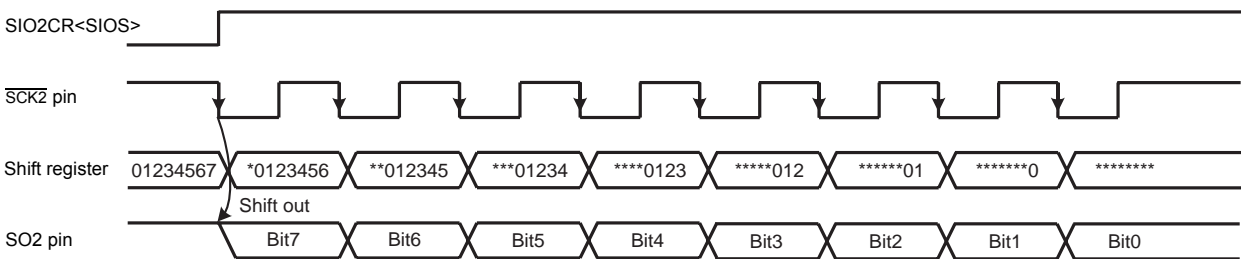 SIO2CR<SIOS>
SCK2 pin
Shift register 01234567 *0123456 **012345 ***01234 ****0123 *****012 ******01 *******0 ********
Shift out
SO2 pin Bit7 Bit6 Bit5 Bit4 Bit3 Bit2 Bit1 Bit0